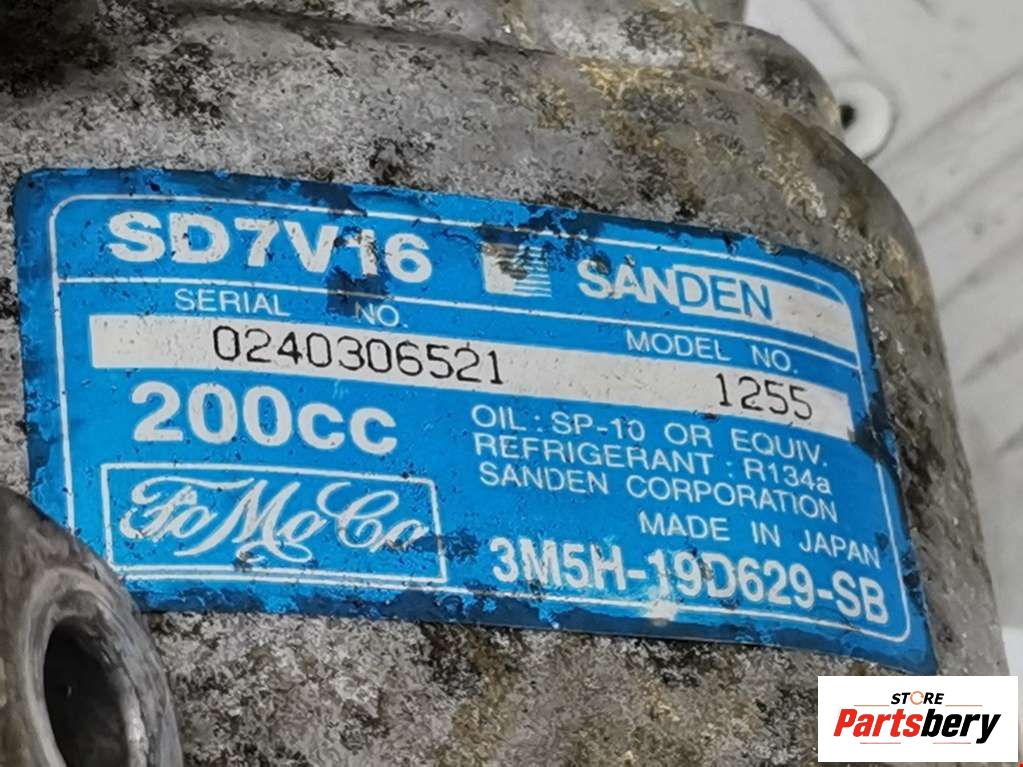 SD7V16 SANDEN
SERIAL NO.
MODEL NO.
0240306521 1255
200cc
OIL : SP-10 OR EQUIV.
REFRIGERANT : R134a
SANDEN CORPORATION
MADE IN JAPAN
FoMoCo
3M5H-19D629-SB
STORE
Partsbery